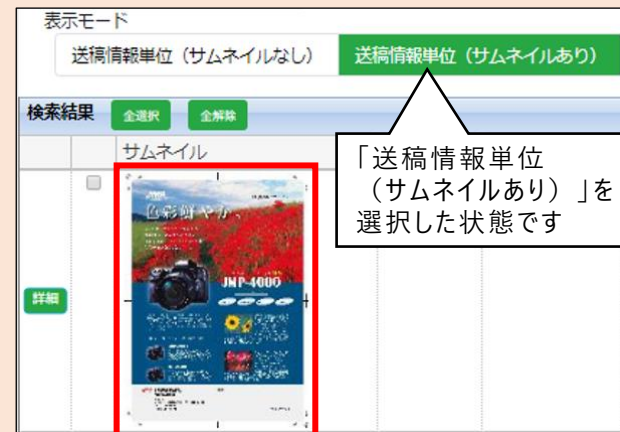 表示モード
送稿情報単位（サムネイルなし） 送稿情報単位（サムネイルあり）
検索結果 全選択 全解除
サムネイル
「送稿情報単位
（サムネイルあり）」を
選択した状態です
色彩鮮やか。
JMP-4000
詳細